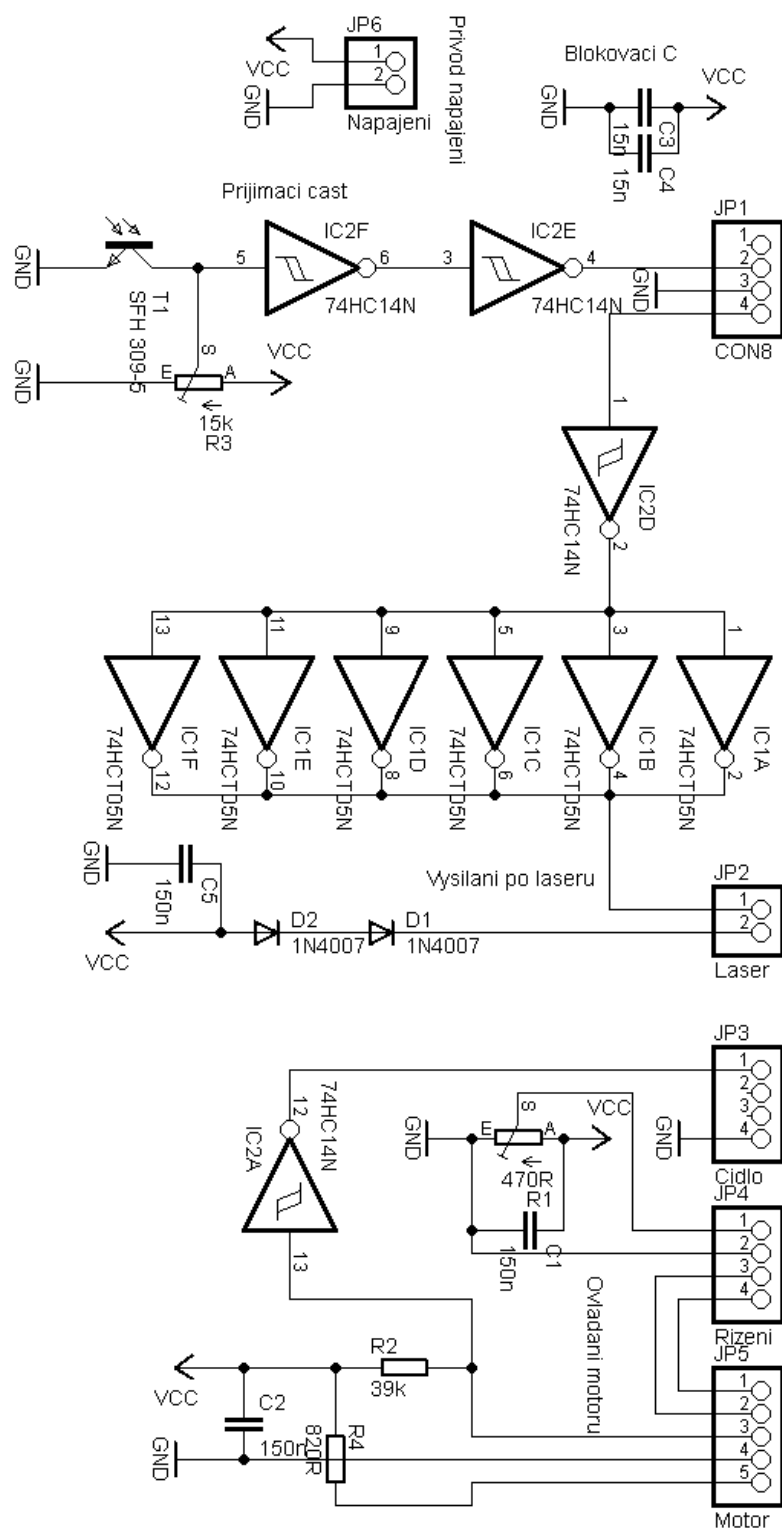 JP6
1
2
Napajeni
VCC
GND
Privod napajeni
Blokovaci C
VCC
GND
C3
15n
C4
15n
Prijimaci cast
IC2F
5
6
74HC14N
IC2E
3
4
74HC14N
JP1
1
2
3
4
CON8
GND
GND
T1
SFH 309-5
S
E
A
VCC
GND
15k
R3
1
IC2D
74HC14N
2
13
11
9
5
3
1
IC1F
IC1E
IC1D
IC1C
IC1B
IC1A
74HCT05N
74HCT05N
74HCT05N
74HCT05N
74HCT05N
74HCT05N
12
10
8
6
4
2
GND
C5
150n
Vysilani po laseru
JP2
1
2
Laser
D2
1N4007
D1
1N4007
VCC
JP3
1
2
3
4
Cidlo
GND
74HC14N
12
IC2A
13
S
E
A
VCC
GND
470R
R1
C1
150n
JP4
1
2
3
4
Rizeni
Ovladani motoru
R2
39k
VCC
C2
150n
GND
R4
820R
JP5
1
2
3
4
5
Motor